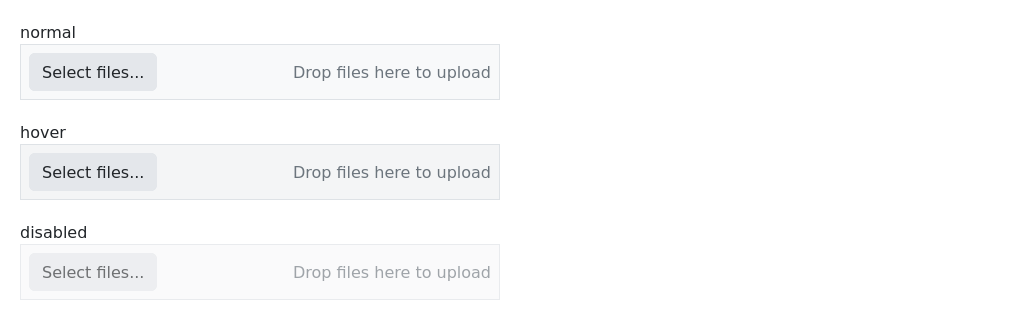 normal
Select files... Drop files here to upload
hover
Select files... Drop files here to upload
disabled
Select files... Drop files here to upload